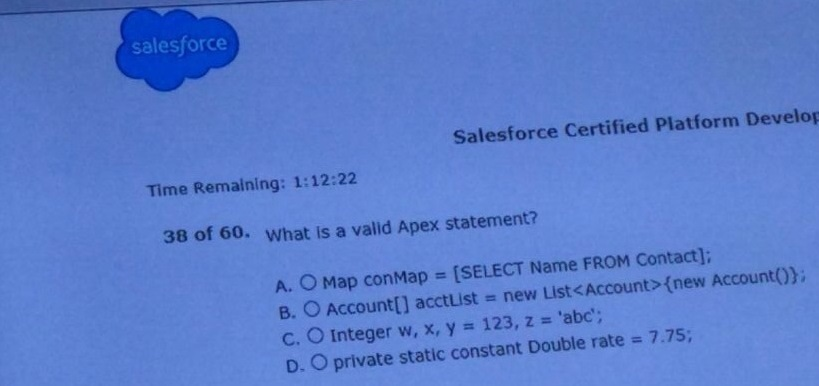 salesforce
Salesforce Certified Platform Develop
Time Remaining: 1:12:22
38 of 60. What is a valid Apex statement?
A. Map conMap = [SELECT Name FROM Contact];
B. Account[] acctList = new List<Account>{new Account()};
C. Integer w, x, y = 123, z = 'abc';
D. private static constant Double rate = 7.75;